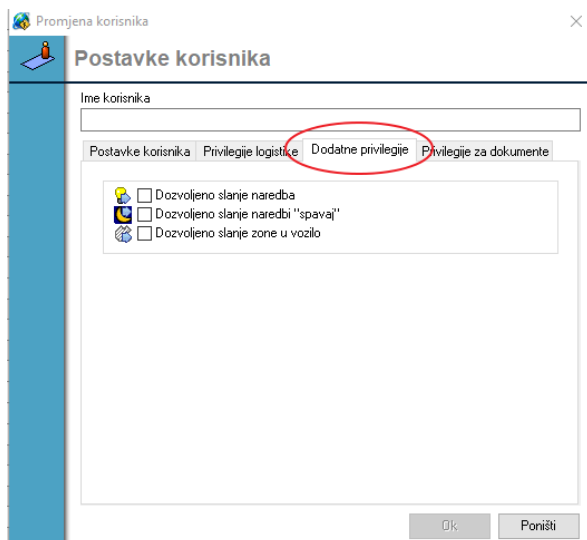 Promjena korisnika
Postavke korisnika
Ime korisnika
Postavke korisnika Privilegije logistike Dodatne privilegije Privilegije za dokumente
Dozvoljeno slanje naredba
Dozvoljeno slanje naredbi "spavaj"
Dozvoljeno slanje zone u vozilo
Ok Poništi